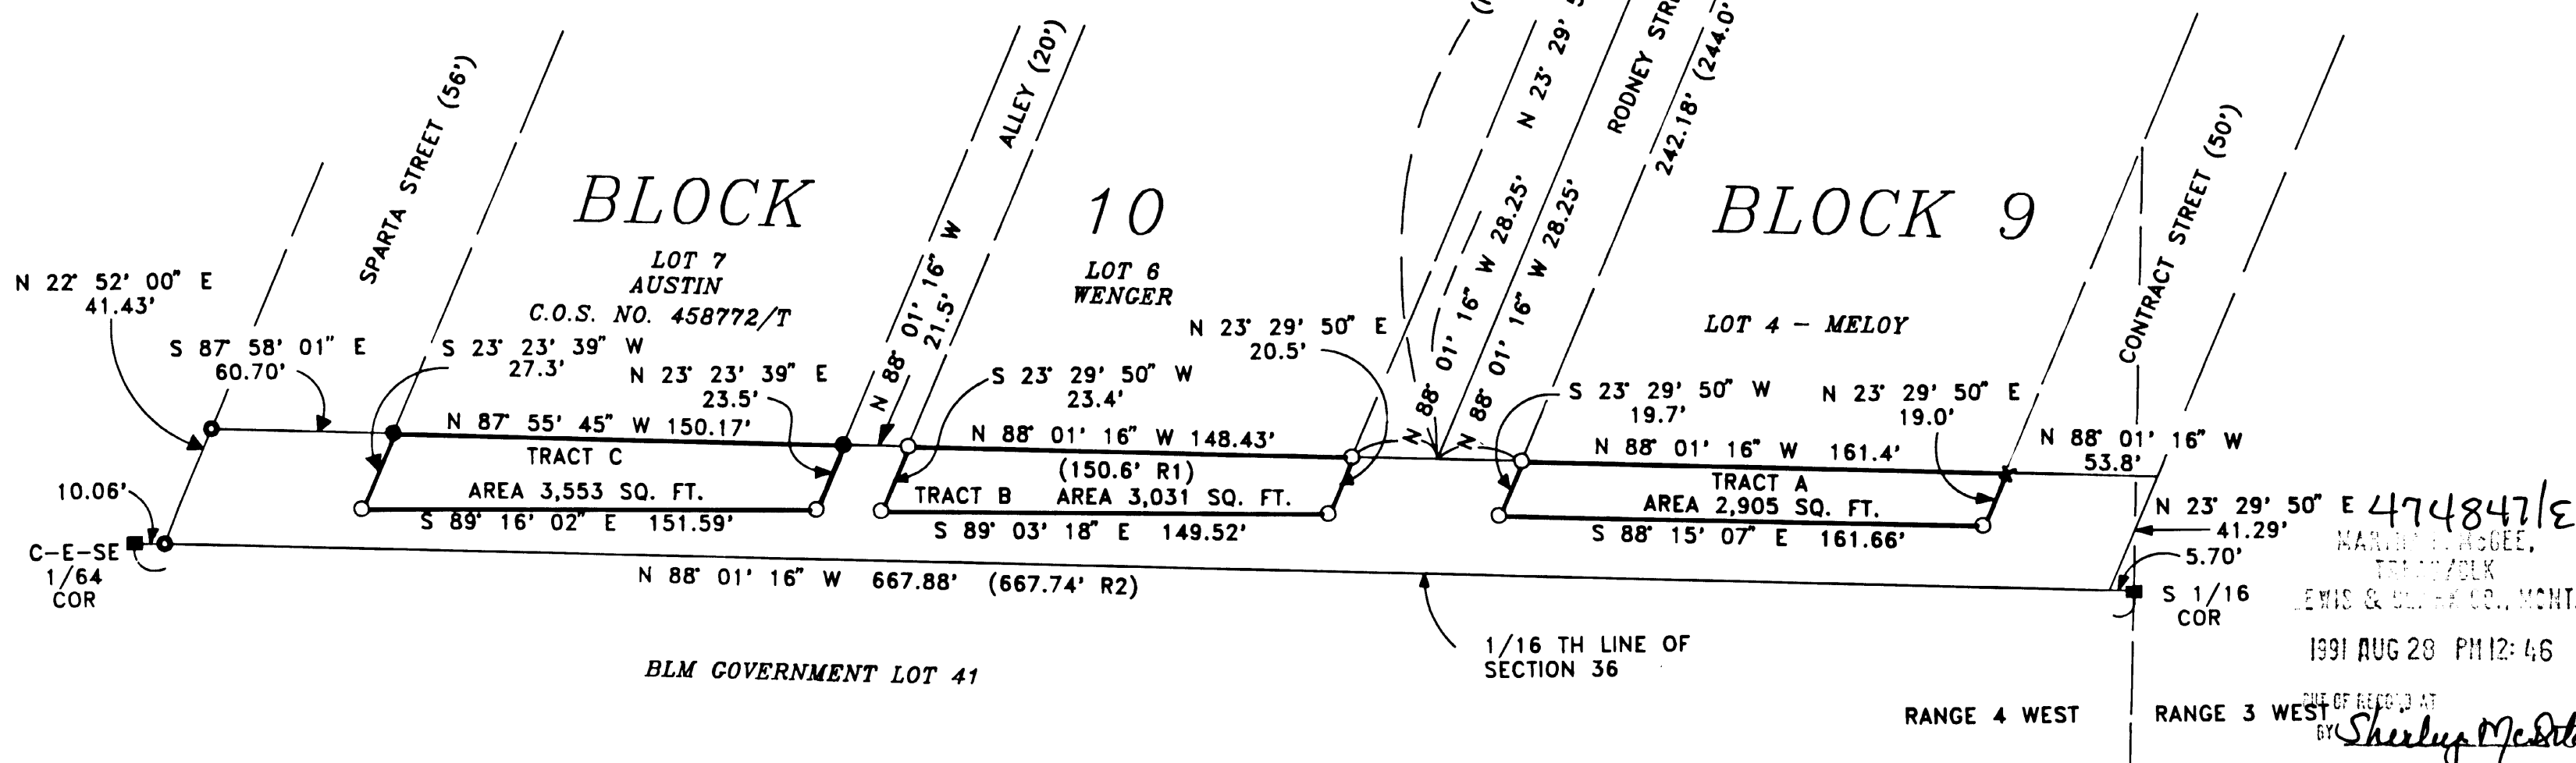 SPARTA STREET (56')
ALLEY (20')
N 23° 29'
RODNEY
242.18' (244.0'
CONTRACT STREET (50')
BLOCK 10
BLOCK 9
LOT 7
AUSTIN
C.O.S. NO. 458772/T
LOT 6
WENGER
LOT 4 - MELOY
N 22° 52' 00" E
41.43'
S 87° 58' 01" E
60.70'
S 23° 23' 39" W
27.3'
N 23° 23' 39" E
23.5'
N 88° 01' 16" W
21.5'
S 23° 29' 50" W
23.4'
N 23° 29' 50" E
20.5'
N 88° 01' 16" W 28.25'
N 88° 01' 16" W 28.25'
S 23° 29' 50" W
19.7'
N 23° 29' 50" E
19.0'
N 88° 01' 16" W
53.8'
N 87° 55' 45" W 150.17'
TRACT C
AREA 3,553 SQ. FT.
S 89° 16' 02" E 151.59'
N 88° 01' 16" W 148.43'
(150.6' R1)
TRACT B AREA 3,031 SQ. FT.
S 89° 03' 18" E 149.52'
N 88° 01' 16" W 161.4'
TRACT A
AREA 2,905 SQ. FT.
S 88° 15' 07" E 161.66'
N 23° 29' 50" E
41.29'
5.70'
S 1/16
COR
10.06'
C-E-SE
1/64
COR
N 88° 01' 16" W 667.88' (667.74' R2)
1/16 TH LINE OF
SECTION 36
BLM GOVERNMENT LOT 41
RANGE 4 WEST
RANGE 3 WEST
474847/E
1991 AUG 28 PM 12:46
BY Shirley